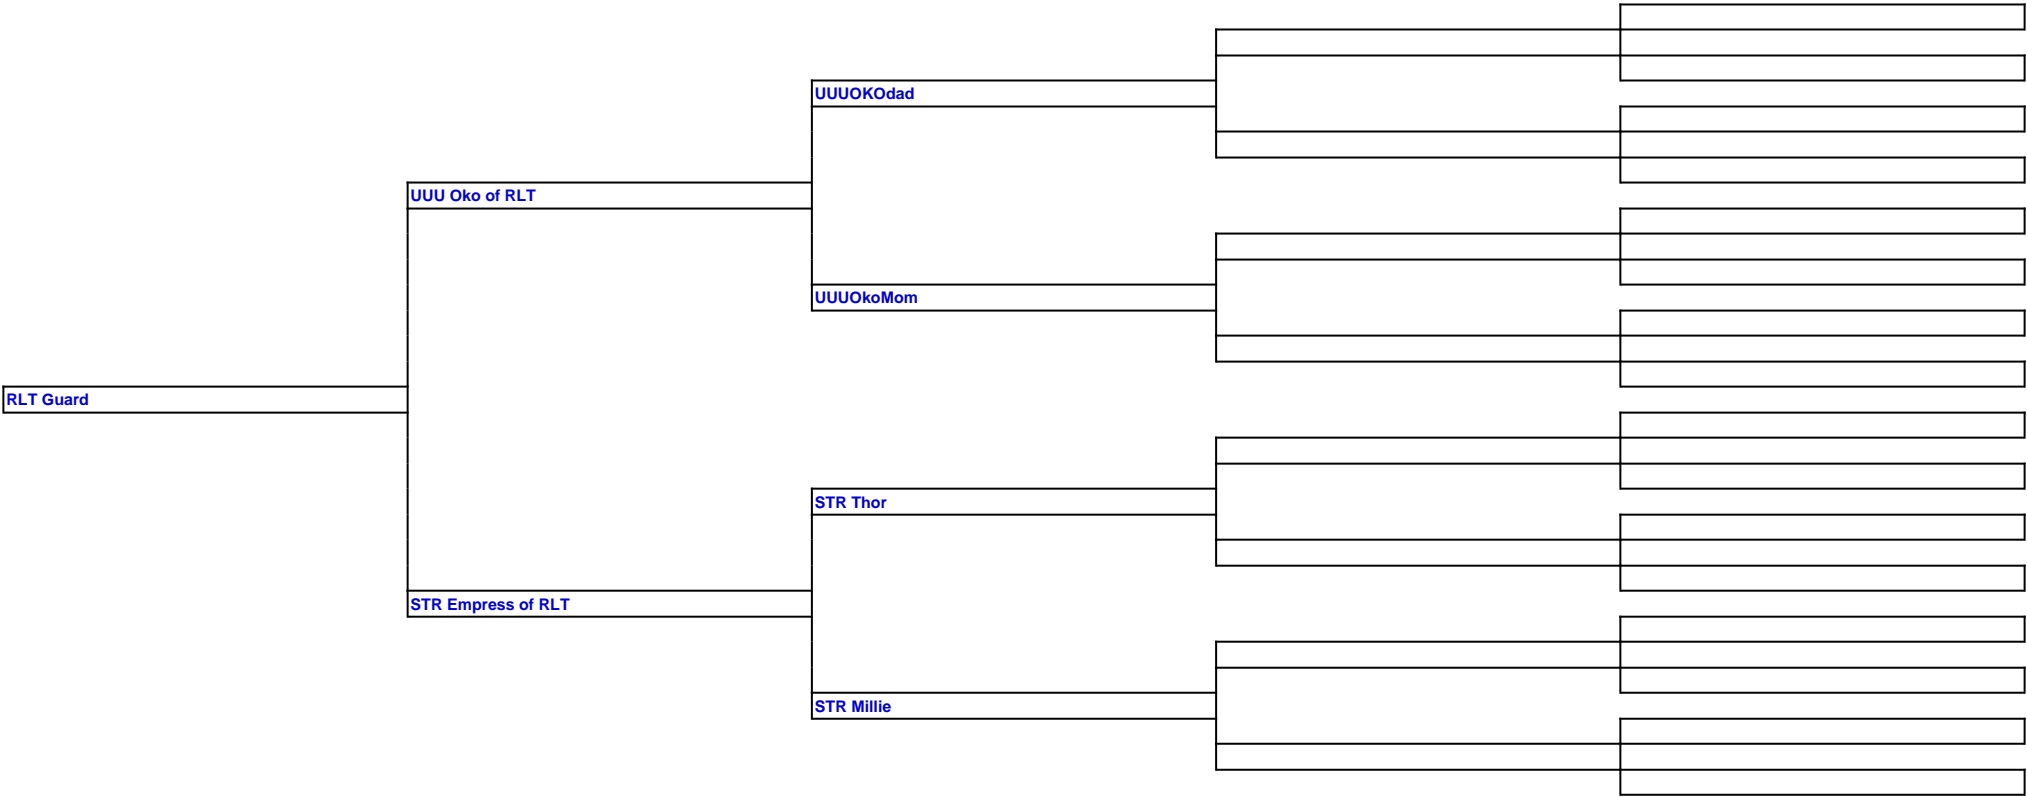 UUUOKOdad
UUU Oko of RLT
UUUOkoMom
RLT Guard
STR Thor
STR Empress of RLT
STR Millie